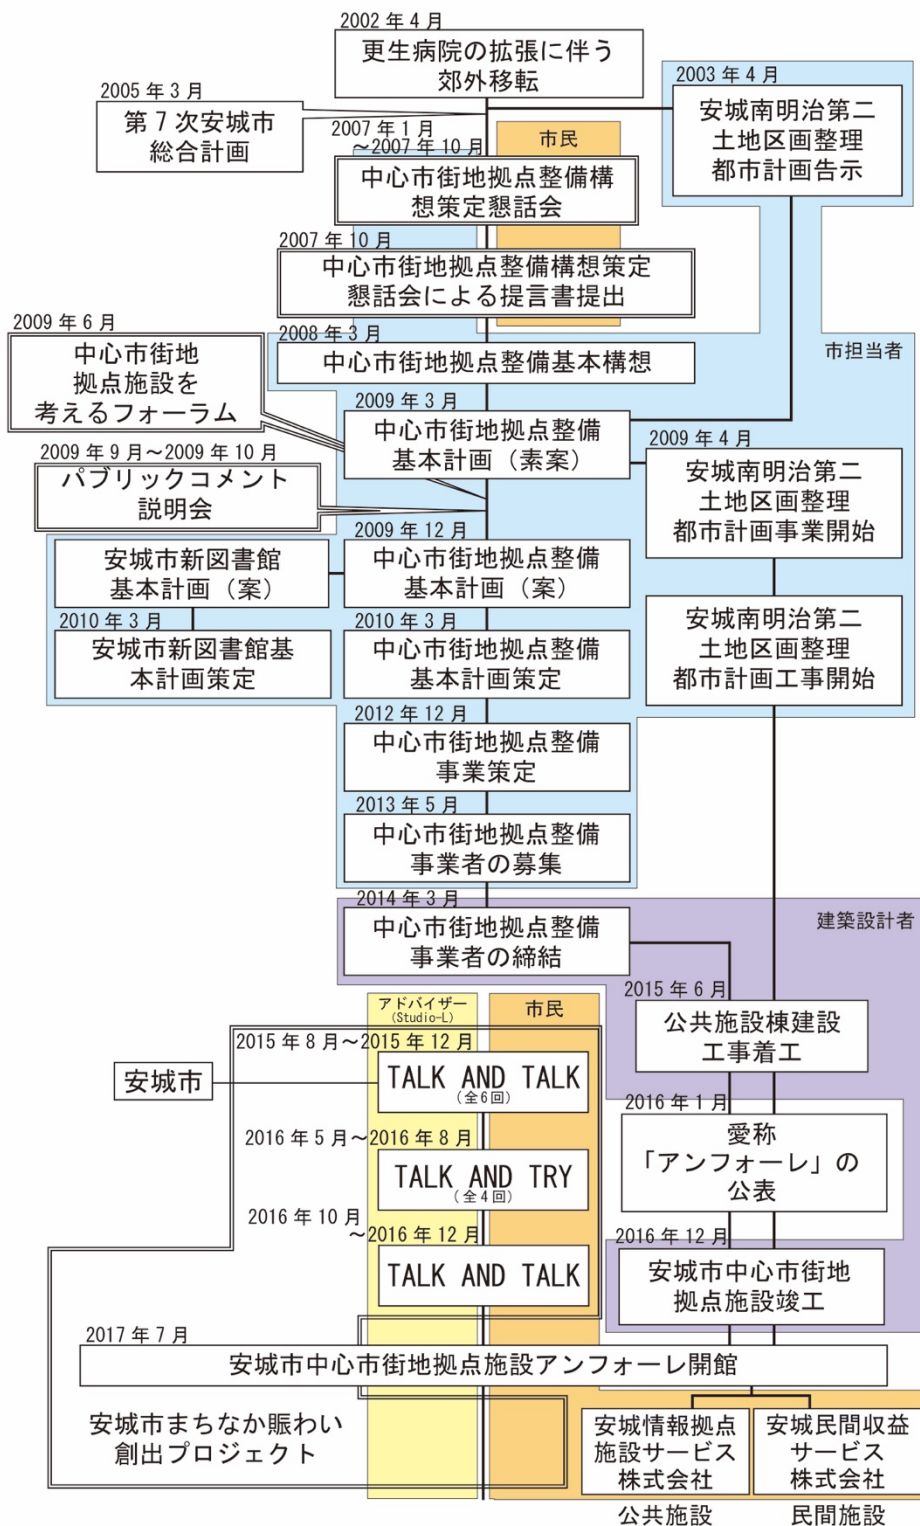 2002 年 4 月
更生病院の拡張に伴う
郊外移転
2003 年 4 月
安城南明治第二
土地区画整理
都市計画告示
2005 年 3 月
第 7 次安城市
総合計画
2007 年 1 月
～2007 年 10 月
市民
中心市街地拠点整備構
想策定懇話会
2007 年 10 月
中心市街地拠点整備構想策定
懇話会による提言書提出
2008 年 3 月
中心市街地拠点整備基本構想
市担当者
2009 年 6 月
中心市街地
拠点施設を
考えるフォーラム
2009 年 3 月
中心市街地拠点整備
基本計画（素案）
2009 年 4 月
安城南明治第二
土地区画整理
都市計画事業開始
2009 年 9 月～2009 年 10 月
パブリックコメント
説明会
2009 年 12 月
中心市街地拠点整備
基本計画（案）
安城市新図書館
基本計画（案）
2010 年 3 月
安城市新図書館基
本計画策定
2010 年 3 月
中心市街地拠点整備
基本計画策定
安城南明治第二
土地区画整理
都市計画工事開始
2012 年 12 月
中心市街地拠点整備
事業策定
2013 年 5 月
中心市街地拠点整備
事業者の募集
2014 年 3 月
中心市街地拠点整備
事業者の締結
建築設計者
2015 年 6 月
公共施設棟建設
工事着工
アドバイザー
(Studio-L)
市民
2015 年 8 月～2015 年 12 月
安城市
TALK AND TALK
(全6回)
2016 年 1 月
愛称
「アンフォーレ」の
公表
2016 年 5 月～2016 年 8 月
TALK AND TRY
(全4回)
2016 年 10 月
～2016 年 12 月
TALK AND TALK
2016 年 12 月
安城市中心市街地
拠点施設竣工
2017 年 7 月
安城市中心市街地拠点施設アンフォーレ開館
安城市まちなか賑わい
創出プロジェクト
安城情報拠点
施設サービス
株式会社
安城民間収益
サービス
株式会社
公共施設
民間施設